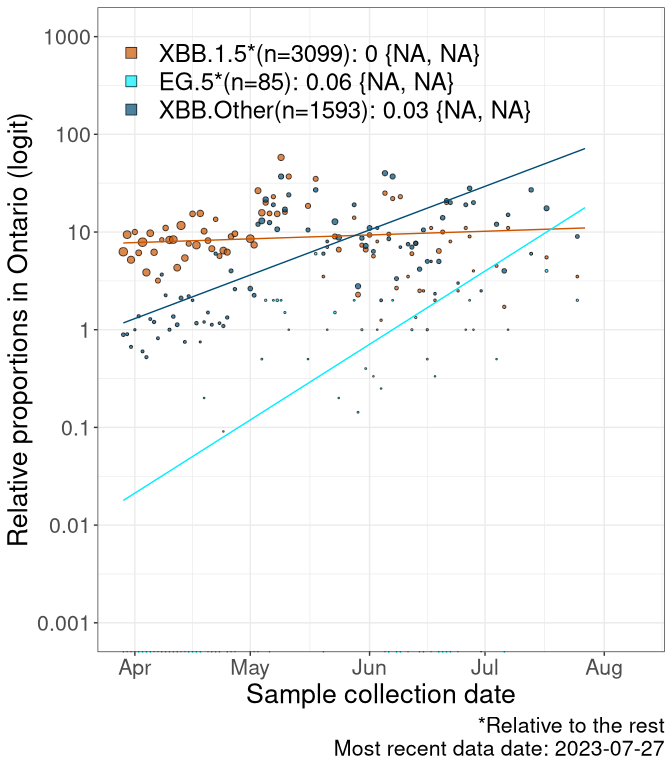 XBB.1.5*(n=3099): 0 {NA, NA}
EG.5*(n=85): 0.06 {NA, NA}
XBB.Other(n=1593): 0.03 {NA, NA}
Relative proportions in Ontario (logit)
1000
100
10
1
0.1
0.01
0.001
Apr May Jun Jul Aug
Sample collection date
*Relative to the rest
Most recent data date: 2023-07-27